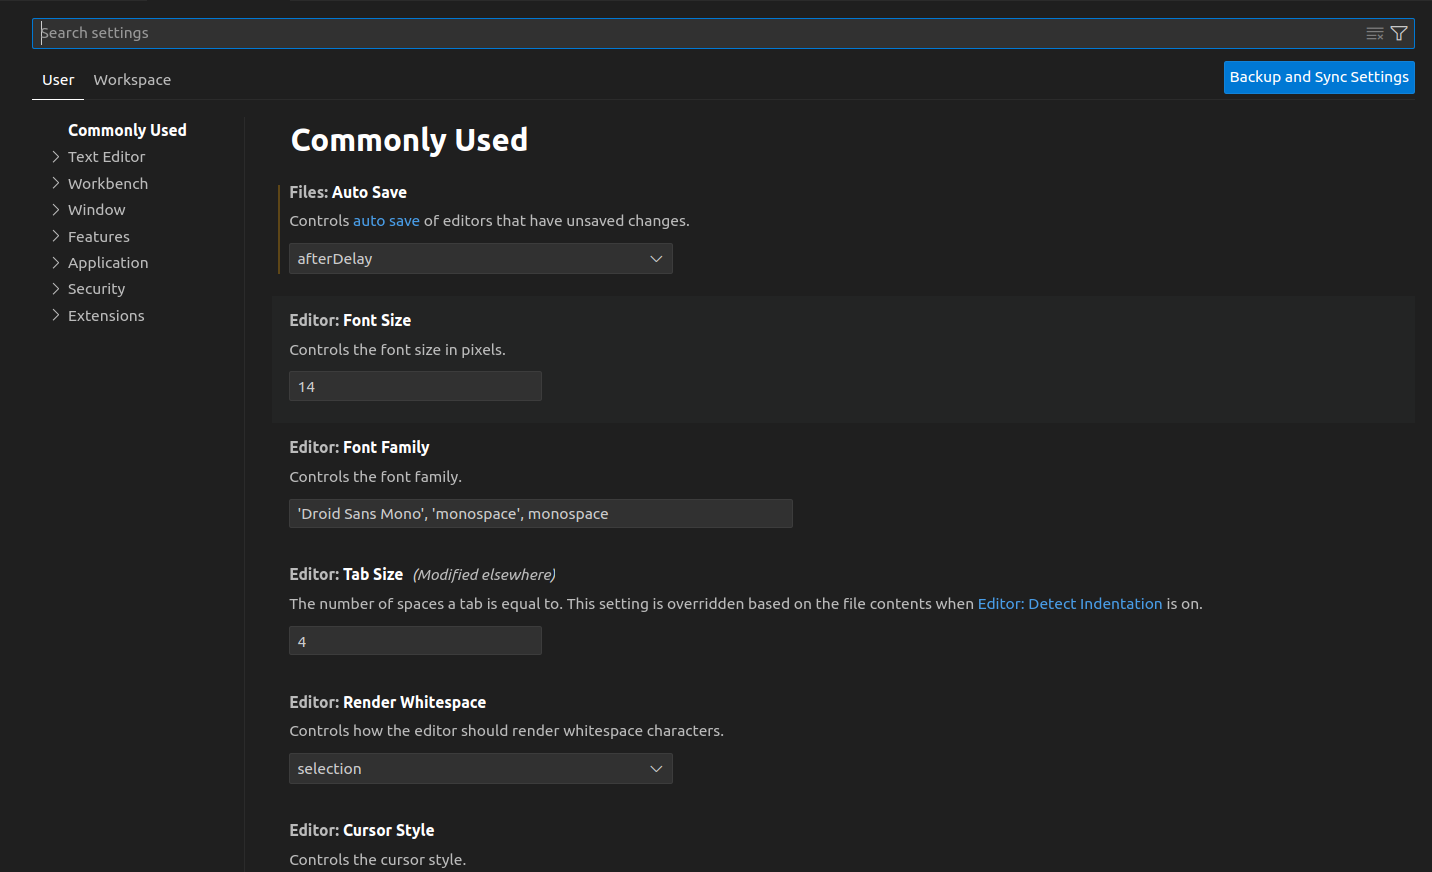 Search settings
User Workspace
Backup and Sync Settings
Commonly Used
Text Editor
Workbench
Window
Features
Application
Security
Extensions
Commonly Used
Files: Auto Save
Controls auto save of editors that have unsaved changes.
afterDelay
Editor: Font Size
Controls the font size in pixels.
14
Editor: Font Family
Controls the font family.
'Droid Sans Mono', 'monospace', monospace
Editor: Tab Size (Modified elsewhere)
The number of spaces a tab is equal to. This setting is overridden based on the file contents when Editor: Detect Indentation is on.
4
Editor: Render Whitespace
Controls how the editor should render whitespace characters.
selection
Editor: Cursor Style
Controls the cursor style.